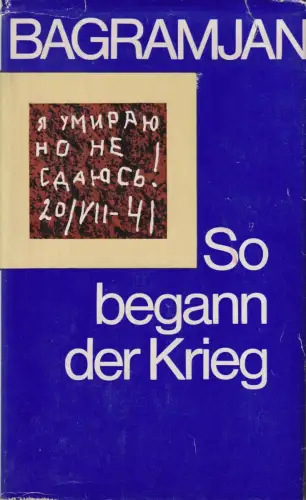 BAGRAMJAN
Я УМИРАЮ
НО НЕ
СДАЮСЬ!
20/VII-41
So
begann
der Krieg